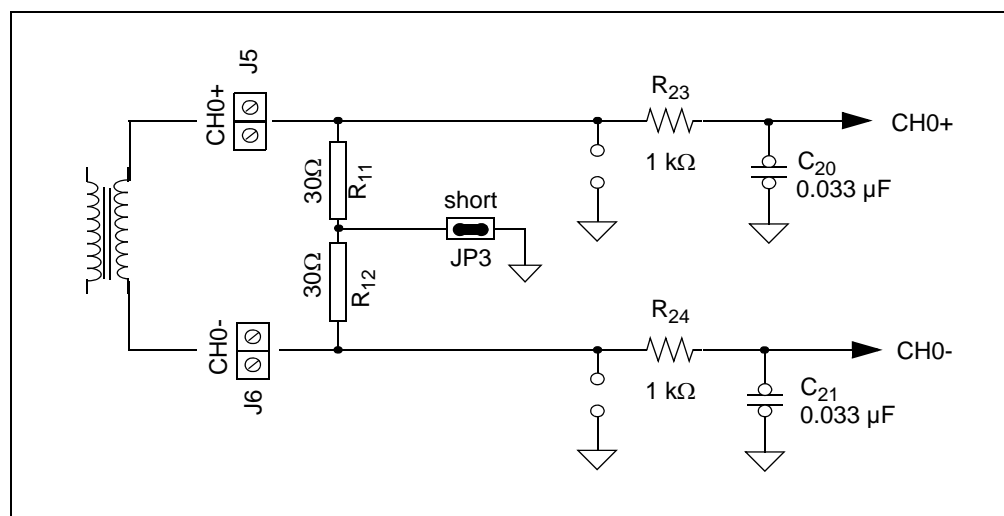 J5
CH0+
R23
CH0+
1 kΩ
C20
0.033 µF
30Ω
R11
short
JP3
30Ω
R12
CH0-
J6
R24
CH0-
1 kΩ
C21
0.033 µF